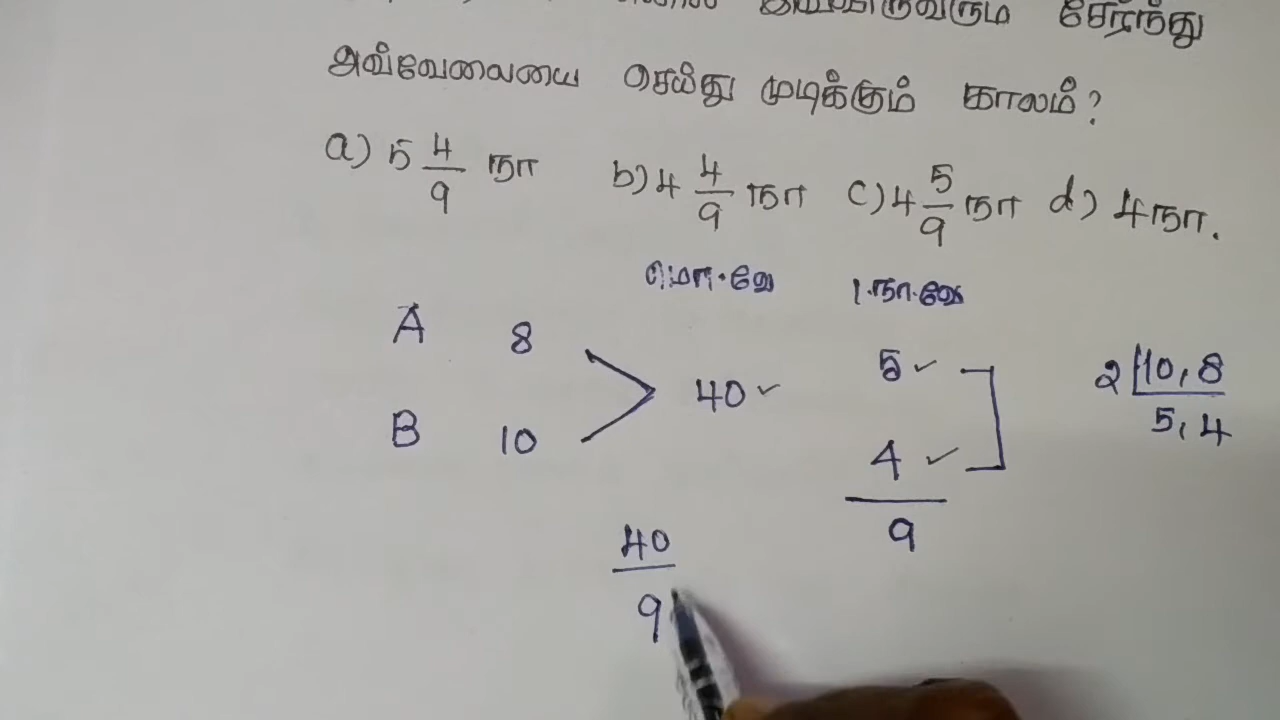 சேர்ந்து
அவ்வேலையை செய்து முடிக்கும் காலம்?
a) 5 4/9 நா b) 4 4/9 நா c) 4 5/9 நா d) 4 நா.
மொ.வே 1.நா.வே
A 8 5 ✓ 2 | 10, 8
40 ✓ 5, 4
B 10 4 ✓
9
40/9